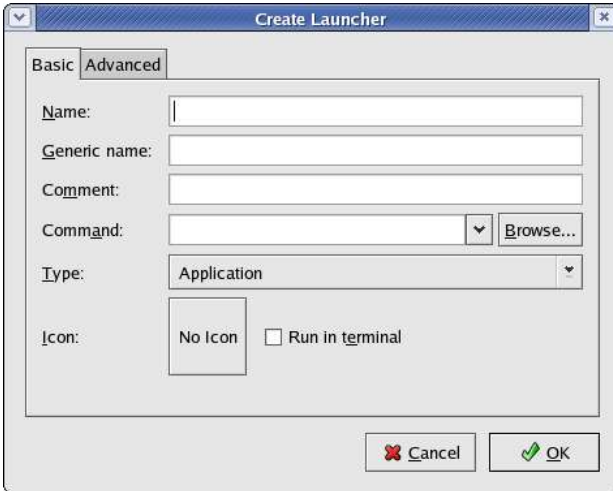 Create Launcher
Basic Advanced
Name:
Generic name:
Comment:
Command: Browse...
Type: Application
Icon: No Icon Run in terminal
Cancel OK